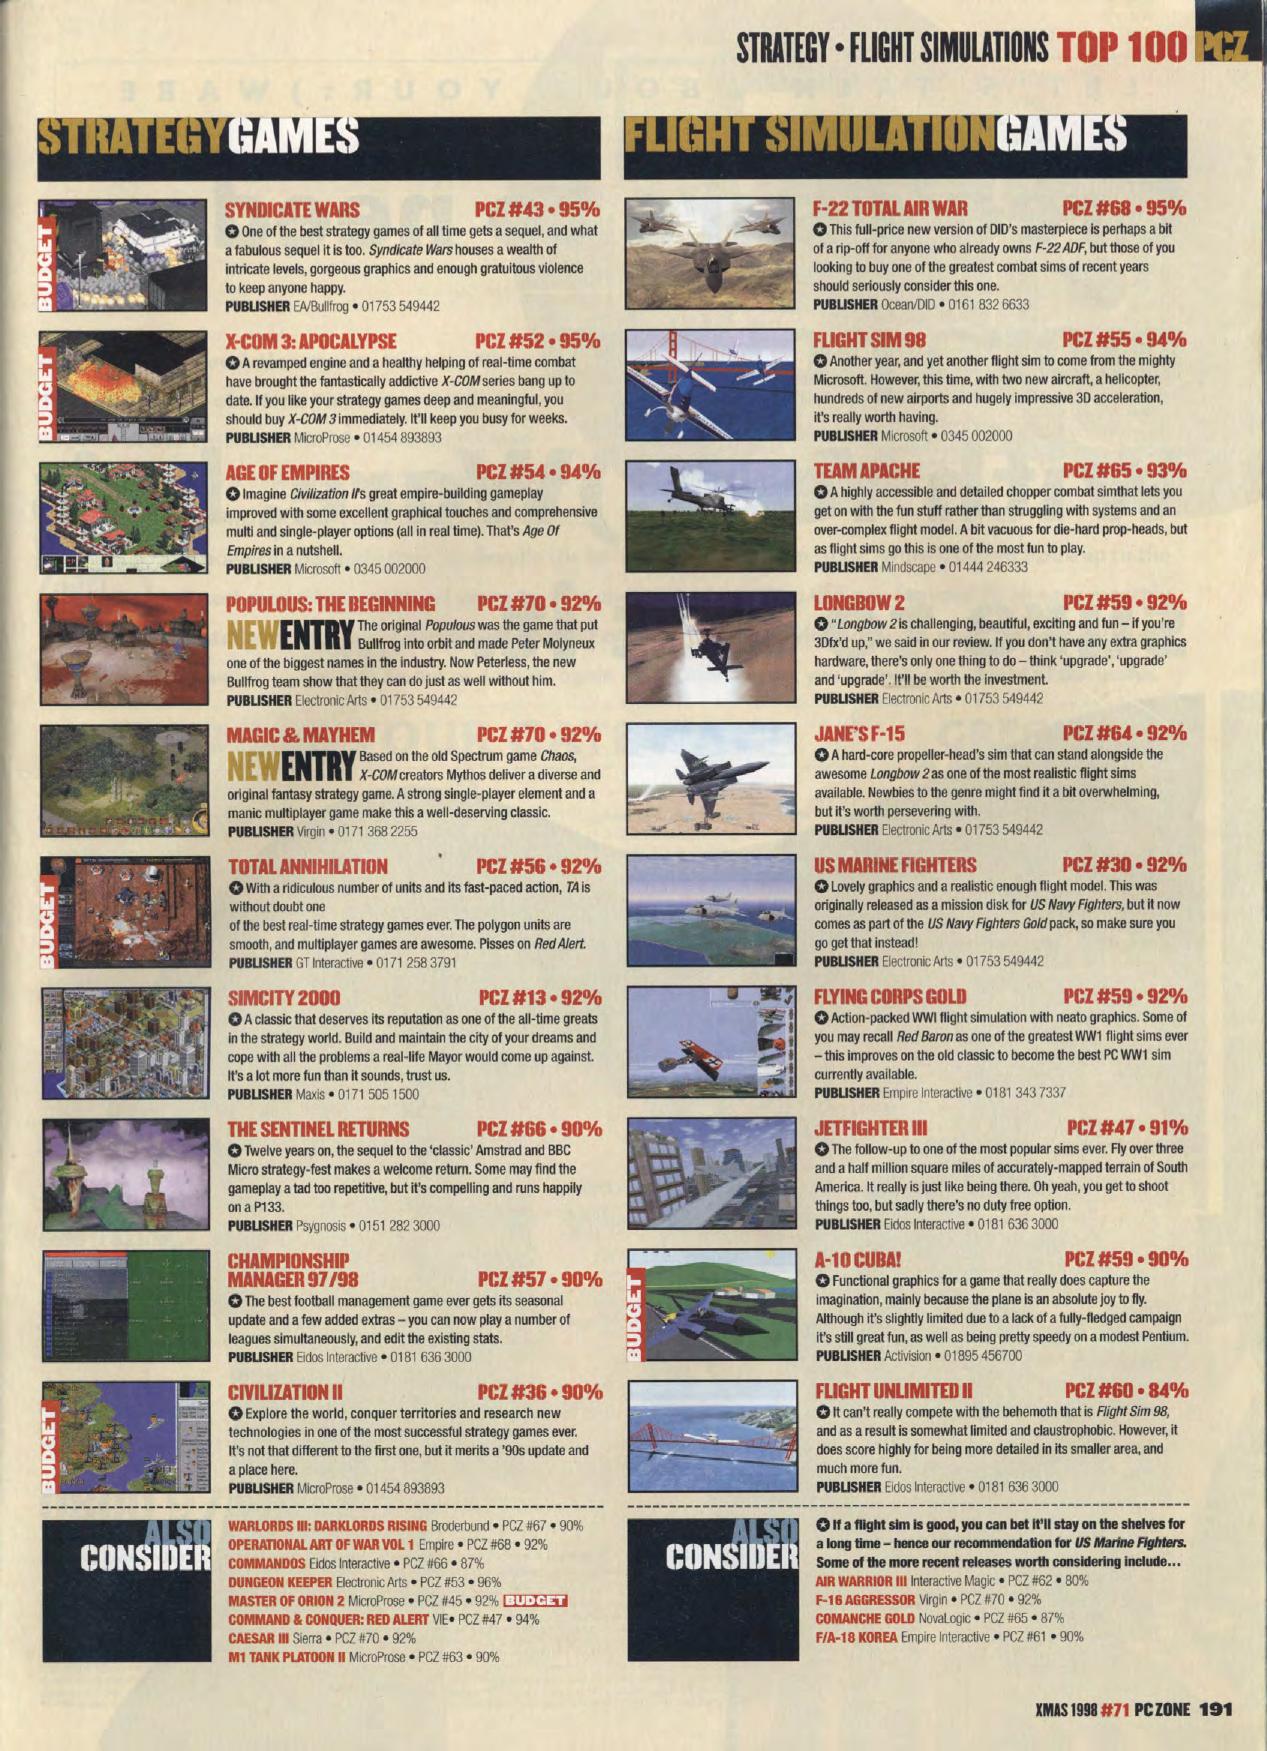 STRATEGY • FLIGHT SIMULATIONS TOP 100 PCZ
STRATEGYGAMES
BUDGET
SYNDICATE WARS PCZ #43 • 95%
One of the best strategy games of all time gets a sequel, and what
a fabulous sequel it is too. Syndicate Wars houses a wealth of
intricate levels, gorgeous graphics and enough gratuitous violence
to keep anyone happy.
PUBLISHER EA/Bullfrog • 01753 549442
BUDGET
X-COM 3: APOCALYPSE PCZ #52 • 95%
A revamped engine and a healthy helping of real-time combat
have brought the fantastically addictive X-COM series bang up to
date. If you like your strategy games deep and meaningful, you
should buy X-COM 3 immediately. It'll keep you busy for weeks.
PUBLISHER MicroProse • 01454 893893
AGE OF EMPIRES PCZ #54 • 94%
Imagine Civilization II's great empire-building gameplay
improved with some excellent graphical touches and comprehensive
multi and single-player options (all in real time). That's Age Of
Empires in a nutshell.
PUBLISHER Microsoft • 0345 002000
POPULOUS: THE BEGINNING PCZ #70 • 92%
NEWENTRY The original Populous was the game that put
Bullfrog into orbit and made Peter Molyneux
one of the biggest names in the industry. Now Peterless, the new
Bullfrog team show that they can do just as well without him.
PUBLISHER Electronic Arts • 01753 549442
MAGIC & MAYHEM PCZ #70 • 92%
NEWENTRY Based on the old Spectrum game Chaos,
X-COM creators Mythos deliver a diverse and
original fantasy strategy game. A strong single-player element and a
manic multiplayer game make this a well-deserving classic.
PUBLISHER Virgin • 0171 368 2255
BUDGET
TOTAL ANNIHILATION PCZ #56 • 92%
With a ridiculous number of units and its fast-paced action, TA is
without doubt one
of the best real-time strategy games ever. The polygon units are
smooth, and multiplayer games are awesome. Pisses on Red Alert.
PUBLISHER GT Interactive • 0171 258 3791
SIMCITY 2000 PCZ #13 • 92%
A classic that deserves its reputation as one of the all-time greats
in the strategy world. Build and maintain the city of your dreams and
cope with all the problems a real-life Mayor would come up against.
It's a lot more fun than it sounds, trust us.
PUBLISHER Maxis • 0171 505 1500
THE SENTINEL RETURNS PCZ #66 • 90%
Twelve years on, the sequel to the 'classic' Amstrad and BBC
Micro strategy-fest makes a welcome return. Some may find the
gameplay a tad too repetitive, but it's compelling and runs happily
on a P133.
PUBLISHER Psygnosis • 0151 282 3000
CHAMPIONSHIP
MANAGER 97/98 PCZ #57 • 90%
The best football management game ever gets its seasonal
update and a few added extras – you can now play a number of
leagues simultaneously, and edit the existing stats.
PUBLISHER Eidos Interactive • 0181 636 3000
BUDGET
CIVILIZATION II PCZ #36 • 90%
Explore the world, conquer territories and research new
technologies in one of the most successful strategy games ever.
It's not that different to the first one, but it merits a '90s update and
a place here.
PUBLISHER MicroProse • 01454 893893
ALSO
CONSIDER
WARLORDS III: DARKLORDS RISING Broderbund • PCZ #67 • 90%
OPERATIONAL ART OF WAR VOL 1 Empire • PCZ #68 • 92%
COMMANDOS Eidos Interactive • PCZ #66 • 87%
DUNGEON KEEPER Electronic Arts • PCZ #53 • 96%
MASTER OF ORION 2 MicroProse • PCZ #45 • 92% BUDGET
COMMAND & CONQUER: RED ALERT VIE • PCZ #47 • 94%
CAESAR III Sierra • PCZ #70 • 92%
M1 TANK PLATOON II MicroProse • PCZ #63 • 90%
FLIGHT SIMULATIONGAMES
F-22 TOTAL AIR WAR PCZ #68 • 95%
This full-price new version of DID's masterpiece is perhaps a bit
of a rip-off for anyone who already owns F-22 ADF, but those of you
looking to buy one of the greatest combat sims of recent years
should seriously consider this one.
PUBLISHER Ocean/DID • 0161 832 6633
FLIGHT SIM 98 PCZ #55 • 94%
Another year, and yet another flight sim to come from the mighty
Microsoft. However, this time, with two new aircraft, a helicopter,
hundreds of new airports and hugely impressive 3D acceleration,
it's really worth having.
PUBLISHER Microsoft • 0345 002000
TEAM APACHE PCZ #65 • 93%
A highly accessible and detailed chopper combat simthat lets you
get on with the fun stuff rather than struggling with systems and an
over-complex flight model. A bit vacuous for die-hard prop-heads, but
as flight sims go this is one of the most fun to play.
PUBLISHER Mindscape • 01444 246333
LONGBOW 2 PCZ #59 • 92%
"Longbow 2 is challenging, beautiful, exciting and fun – if you're
3Dfx'd up," we said in our review. If you don't have any extra graphics
hardware, there's only one thing to do – think 'upgrade', 'upgrade'
and 'upgrade'. It'll be worth the investment.
PUBLISHER Electronic Arts • 01753 549442
JANE'S F-15 PCZ #64 • 92%
A hard-core propeller-head's sim that can stand alongside the
awesome Longbow 2 as one of the most realistic flight sims
available. Newbies to the genre might find it a bit overwhelming,
but it's worth persevering with.
PUBLISHER Electronic Arts • 01753 549442
US MARINE FIGHTERS PCZ #30 • 92%
Lovely graphics and a realistic enough flight model. This was
originally released as a mission disk for US Navy Fighters, but it now
comes as part of the US Navy Fighters Gold pack, so make sure you
go get that instead!
PUBLISHER Electronic Arts • 01753 549442
FLYING CORPS GOLD PCZ #59 • 92%
Action-packed WWI flight simulation with neato graphics. Some of
you may recall Red Baron as one of the greatest WW1 flight sims ever
– this improves on the old classic to become the best PC WW1 sim
currently available.
PUBLISHER Empire Interactive • 0181 343 7337
JETFIGHTER III PCZ #47 • 91%
The follow-up to one of the most popular sims ever. Fly over three
and a half million square miles of accurately-mapped terrain of South
America. It really is just like being there. Oh yeah, you get to shoot
things too, but sadly there's no duty free option.
PUBLISHER Eidos Interactive • 0181 636 3000
BUDGET
A-10 CUBA! PCZ #59 • 90%
Functional graphics for a game that really does capture the
imagination, mainly because the plane is an absolute joy to fly.
Although it's slightly limited due to a lack of a fully-fledged campaign
it's still great fun, as well as being pretty speedy on a modest Pentium.
PUBLISHER Activision • 01895 456700
FLIGHT UNLIMITED II PCZ #60 • 84%
It can't really compete with the behemoth that is Flight Sim 98,
and as a result is somewhat limited and claustrophobic. However, it
does score highly for being more detailed in its smaller area, and
much more fun.
PUBLISHER Eidos Interactive • 0181 636 3000
ALSO
CONSIDER
If a flight sim is good, you can bet it'll stay on the shelves for
a long time – hence our recommendation for US Marine Fighters.
Some of the more recent releases worth considering include...
AIR WARRIOR III Interactive Magic • PCZ #62 • 80%
F-16 AGGRESSOR Virgin • PCZ #70 • 92%
COMANCHE GOLD NovaLogic • PCZ #65 • 87%
F/A-18 KOREA Empire Interactive • PCZ #61 • 90%
XMAS 1998 #71 PC ZONE 191